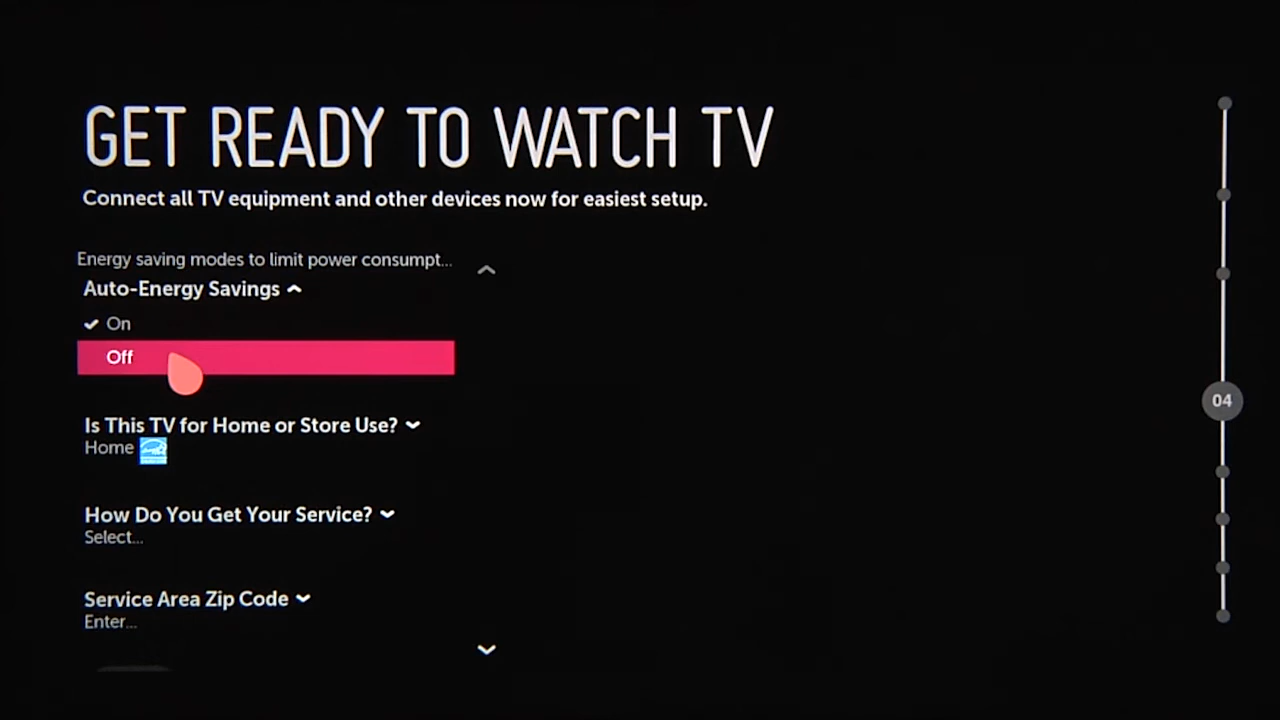 GET READY TO WATCH TV
Connect all TV equipment and other devices now for easiest setup.
Energy saving modes to limit power consumpt...
Auto-Energy Savings
On
Off
Is This TV for Home or Store Use?
Home
How Do You Get Your Service?
Select...
Service Area Zip Code
Enter...
04